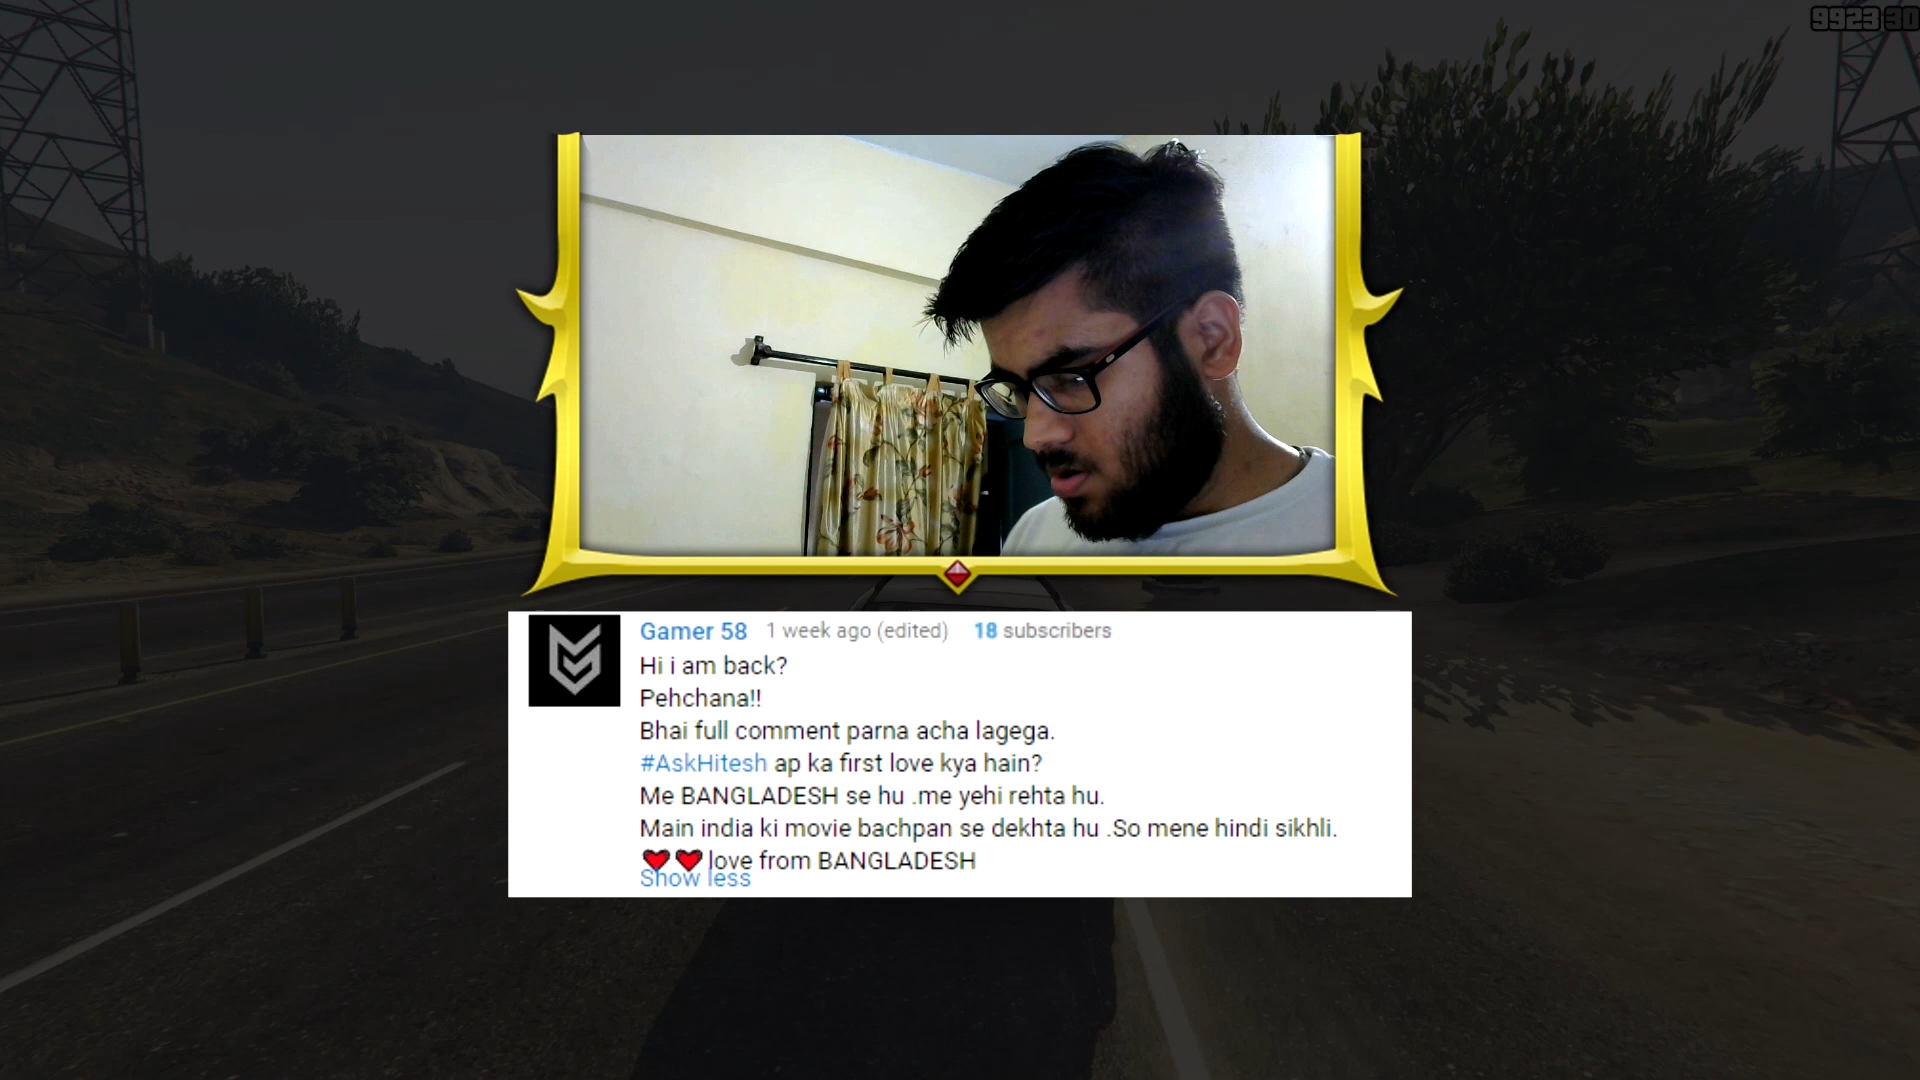 9923 30
Gamer 58 1 week ago (edited) 18 subscribers
Hi i am back?
Pehchana!!
Bhai full comment parna acha lagega.
#AskHitesh ap ka first love kya hain?
Me BANGLADESH se hu .me yehi rehta hu.
Main india ki movie bachpan se dekhta hu .So mene hindi sikhli.
❤❤ love from BANGLADESH
Show less